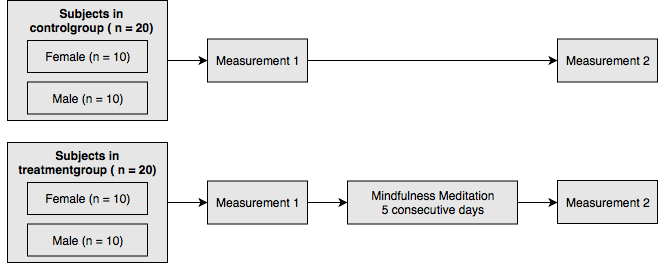 Subjects in
controlgroup ( n = 20)
Female (n = 10)
Male (n = 10)
Measurement 1
Measurement 2
Subjects in
treatmentgroup ( n = 20)
Female (n = 10)
Male (n = 10)
Measurement 1
Mindfulness Meditation
5 consecutive days
Measurement 2